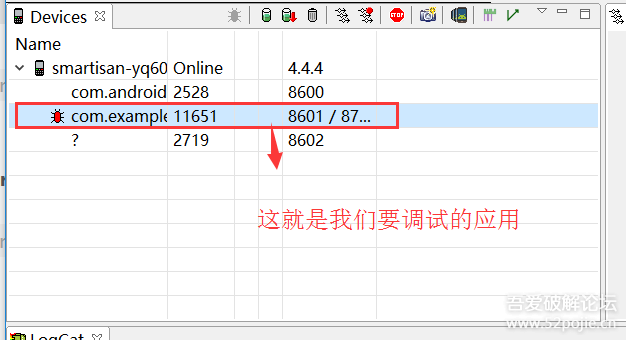 Devices
STOP
Name
smartisan-yq60 Online 4.4.4
com.android 2528 8600
com.example 11651 8601 / 87...
? 2719 8602
这就是我们要调试的应用
吾爱破解论坛
www.52pojie.cn
LogCat